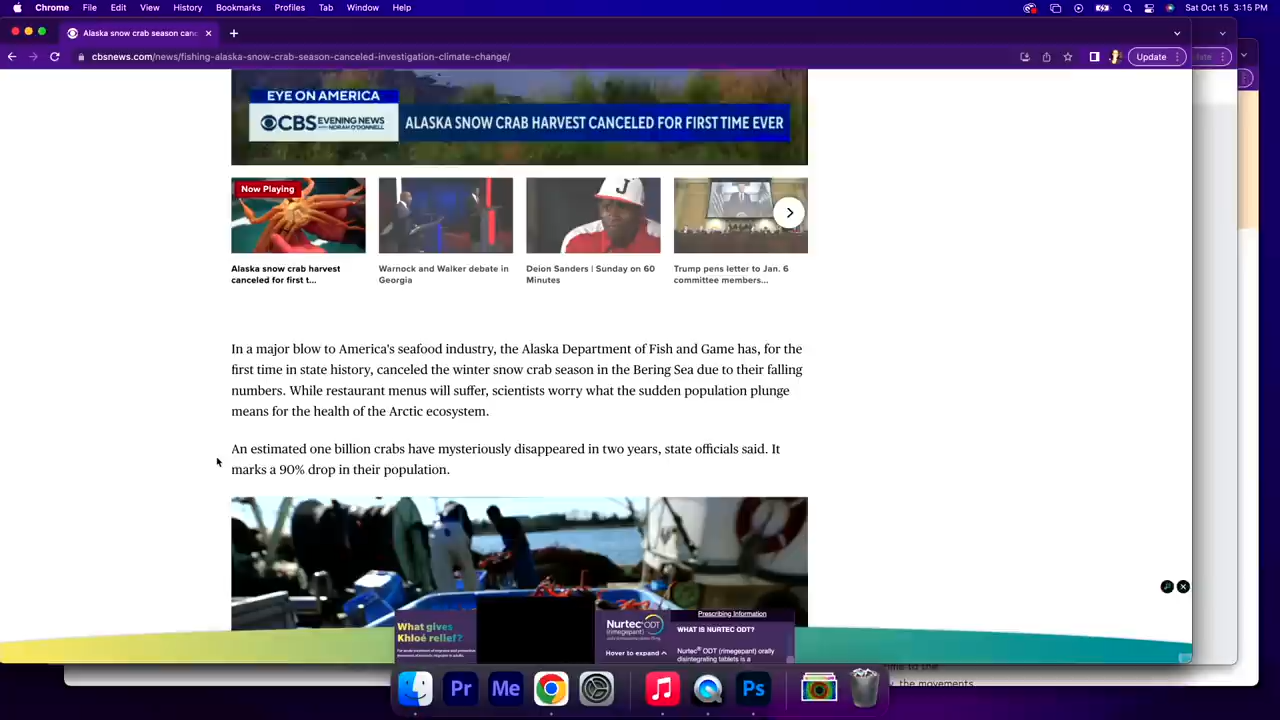 Chrome File Edit View History Bookmarks Profiles Tab Window Help Sat Oct 15 3:15 PM
Alaska snow crab season canc
cbsnews.com/news/fishing-alaska-snow-crab-season-canceled-investigation-climate-change/ Update
EYE ON AMERICA
CBS EVENING NEWS WITH NORAH O'DONNELL ALASKA SNOW CRAB HARVEST CANCELED FOR FIRST TIME EVER
Now Playing
J
Alaska snow crab harvest
canceled for first t...
Warnock and Walker debate in
Georgia
Deion Sanders | Sunday on 60
Minutes
Trump pens letter to Jan. 6
committee members...
In a major blow to America's seafood industry, the Alaska Department of Fish and Game has, for the
first time in state history, canceled the winter snow crab season in the Bering Sea due to their falling
numbers. While restaurant menus will suffer, scientists worry what the sudden population plunge
means for the health of the Arctic ecosystem.
An estimated one billion crabs have mysteriously disappeared in two years, state officials said. It
marks a 90% drop in their population.
What gives
Khloé relief?
Nurtec ODT
(rimegepant)
Hover to expand
Prescribing Information
WHAT IS NURTEC ODT?
Nurtec® ODT (rimegepant) orally
disintegrating tablets is a
the movements
Pr Me Ps